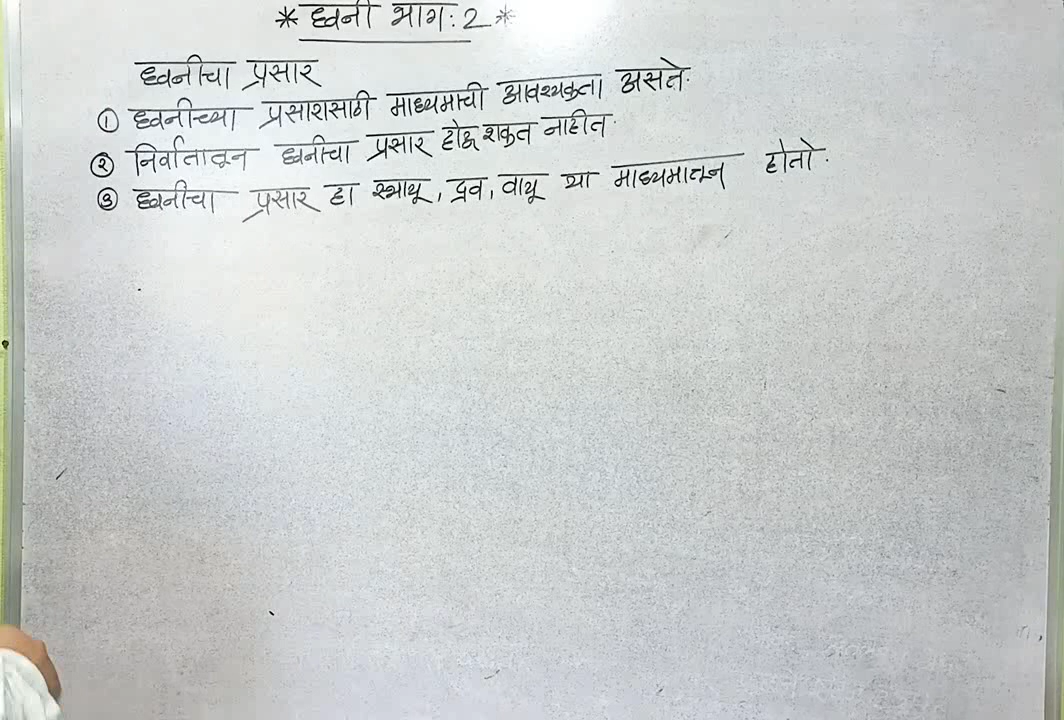 * ध्वनी भाग : 2 *
ध्वनीचा प्रसार
① ध्वनीच्या प्रसारासाठी माध्यमाची आवश्यकता असते.
② निर्वातातून ध्वनीचा प्रसार होऊ शकत नाहीत.
③ ध्वनीचा प्रसार हा स्थायू, द्रव, वायू या माध्यमातून होतो.